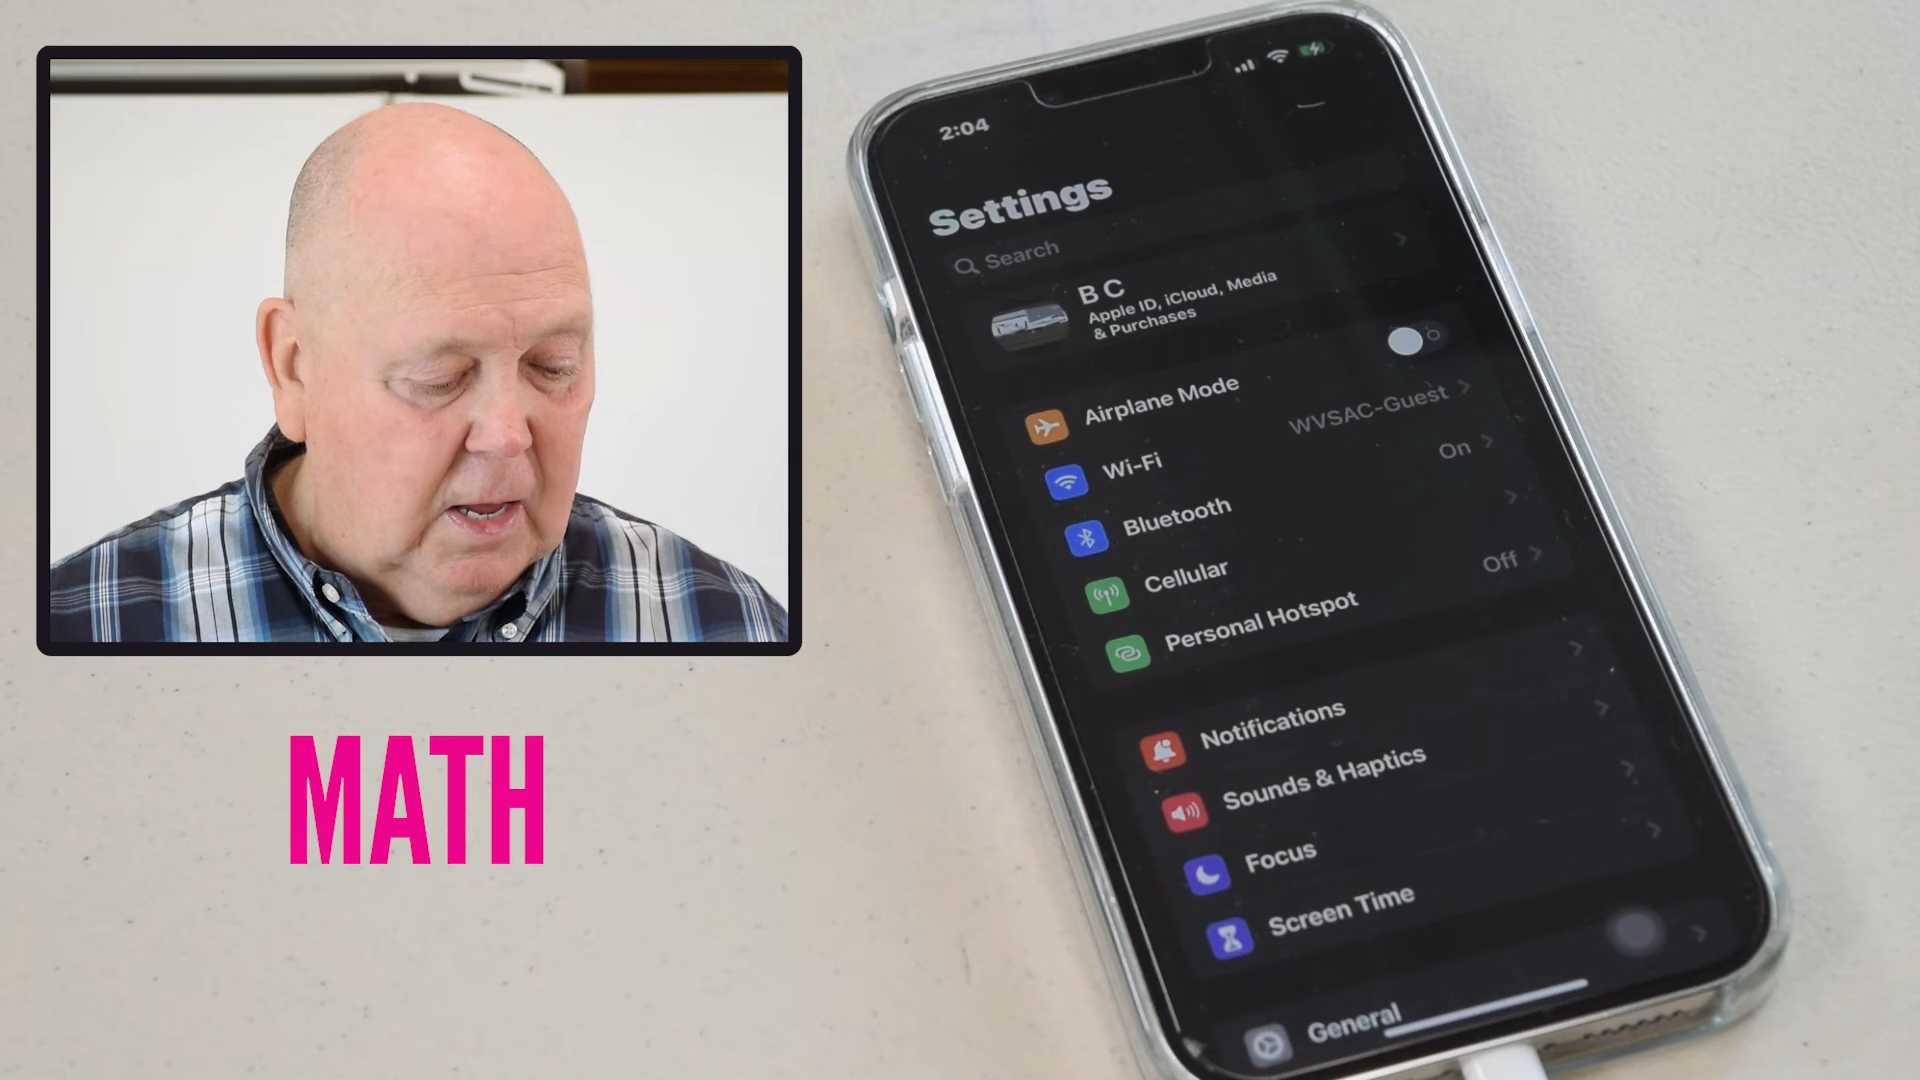 MATH
2:04
Settings
Search
B C
Apple ID, iCloud, Media
& Purchases
Airplane Mode
Wi-Fi WVSAC-Guest
Bluetooth On
Cellular
Personal Hotspot Off
Notifications
Sounds & Haptics
Focus
Screen Time
General